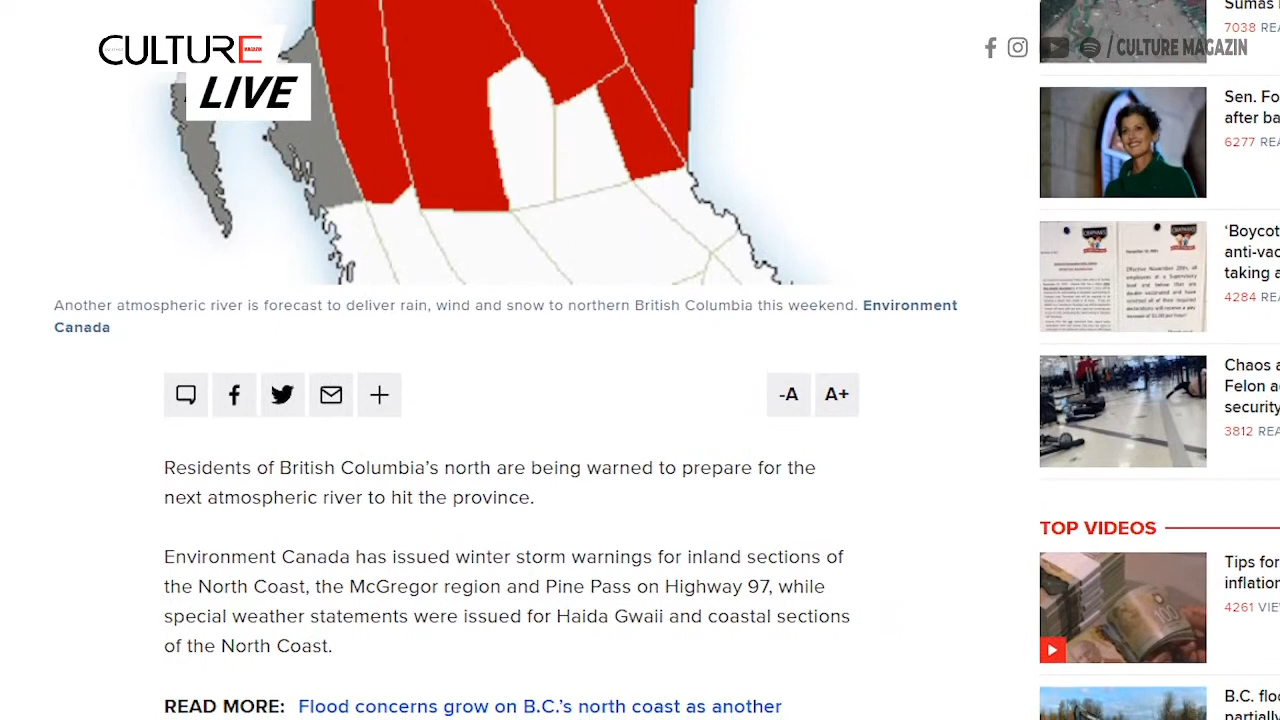 CULTURE
MAGAZIN
LIVE
/ CULTURE MAGAZIN
Another atmospheric river is forecast to bring heavy rain and snow to northern British Columbia this weekend. Environment
Canada
-A A+
Residents of British Columbia's north are being warned to prepare for the
next atmospheric river to hit the province.
Environment Canada has issued winter storm warnings for inland sections of
the North Coast, the McGregor region and Pine Pass on Highway 97, while
special weather statements were issued for Haida Gwaii and coastal sections
of the North Coast.
READ MORE: Flood concerns grow on B.C.'s north coast as another
Sumas
7038 REA
Sen. Fo
after ba
6277 REA
'Boycot
anti-vac
taking
4284 REA
Chaos a
Felon a
security
3812 REA
TOP VIDEOS
Tips for
inflation
4261 VIE
B.C. floo
partially